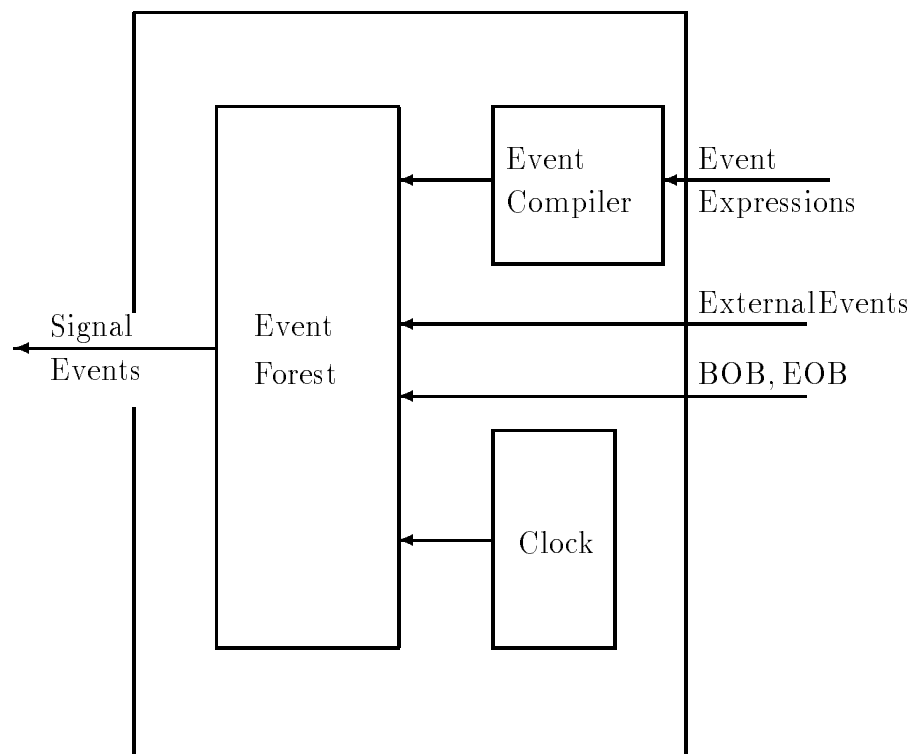 Event
Compiler
Event
Expressions
ExternalEvents
Signal
Events
Event
Forest
BOB, EOB
Clock